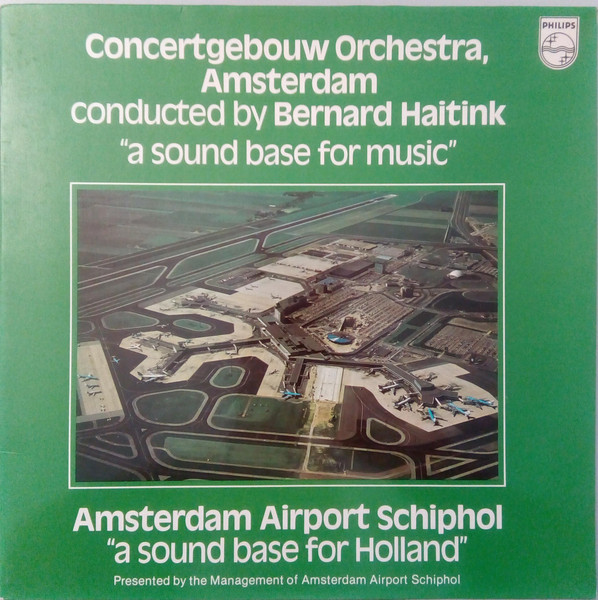 PHILIPS
Concertgebouw Orchestra,
Amsterdam
conducted by Bernard Haitink
“a sound base for music”
Amsterdam Airport Schiphol
“a sound base for Holland”
Presented by the Management of Amsterdam Airport Schiphol